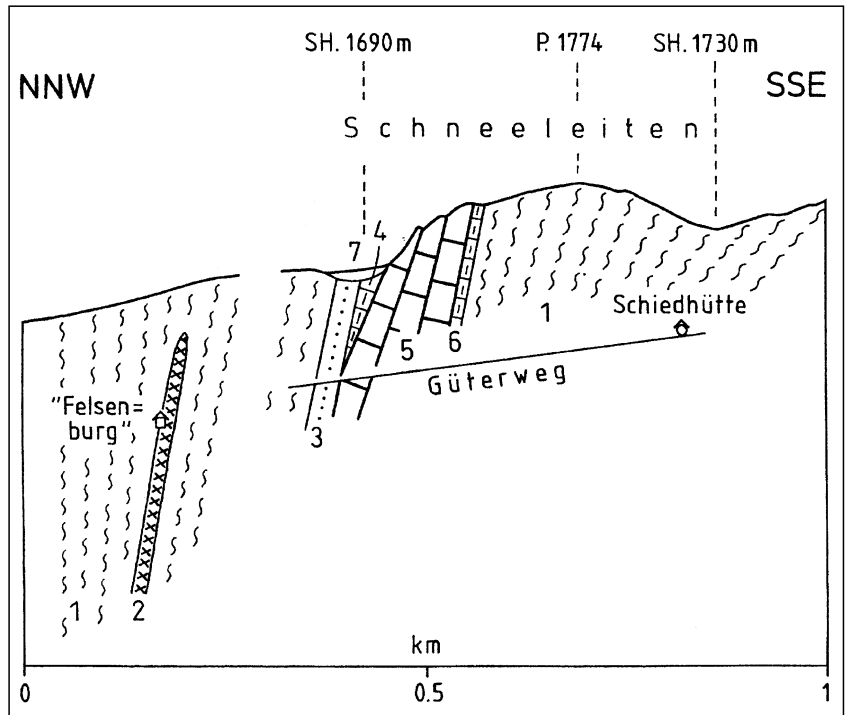 SH. 1690 m P. 1774 SH. 1730 m
NNW SSE
Schneeleiten
7 4
5 6 1
Schiedhütte
Güterweg
"Felsen=
burg"
3
1 2
km
0 0.5 1